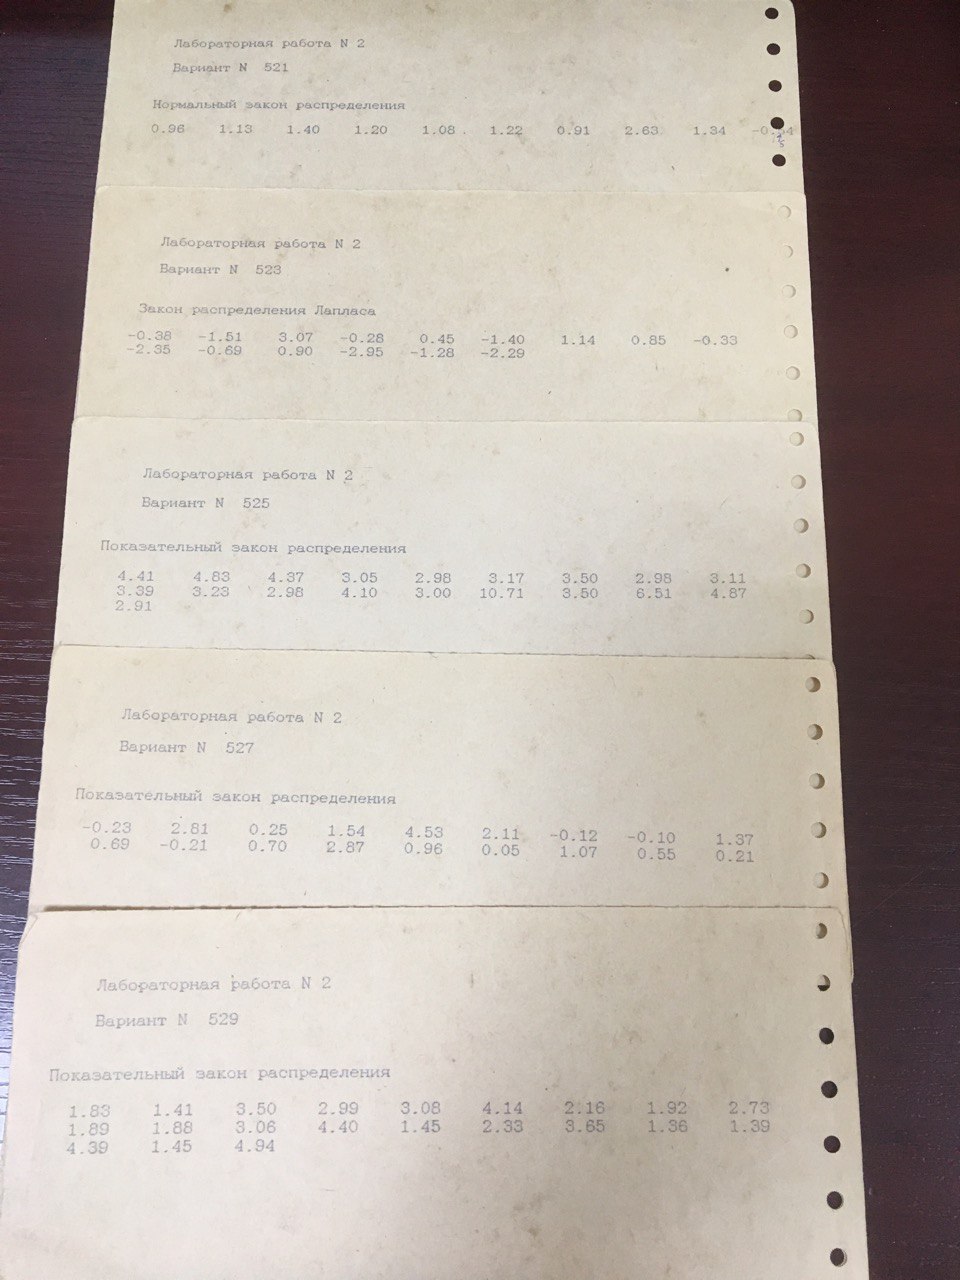 Лабораторная работа N 2
Вариант N 521
Нормальный закон распределения
0.96 1.13 1.40 1.20 1.08 1.22 0.91 2.63 1.34
Лабораторная работа N 2
Вариант N 523
Закон распределения Лапласа
-0.38 -1.51 3.07 -0.28 0.45 -1.40 1.14 0.85 -0.33
-2.35 -0.69 0.90 -2.95 -1.28 -2.29
Лабораторная работа N 2
Вариант N 525
Показательный закон распределения
4.41 4.83 4.37 3.05 2.98 3.17 3.50 2.98 3.11
3.39 3.23 2.98 4.10 3.00 10.71 3.50 6.51 4.87
2.91
Лабораторная работа N 2
Вариант N 527
Показательный закон распределения
-0.23 2.81 0.25 1.54 4.53 2.11 -0.12 -0.10 1.37
0.69 -0.21 0.70 2.87 0.96 0.05 1.07 0.55 0.21
Лабораторная работа N 2
Вариант N 529
Показательный закон распределения
1.83 1.41 3.50 2.99 3.08 4.14 2.16 1.92 2.73
1.89 1.88 3.06 4.40 1.45 2.33 3.65 1.36 1.39
4.39 1.45 4.94